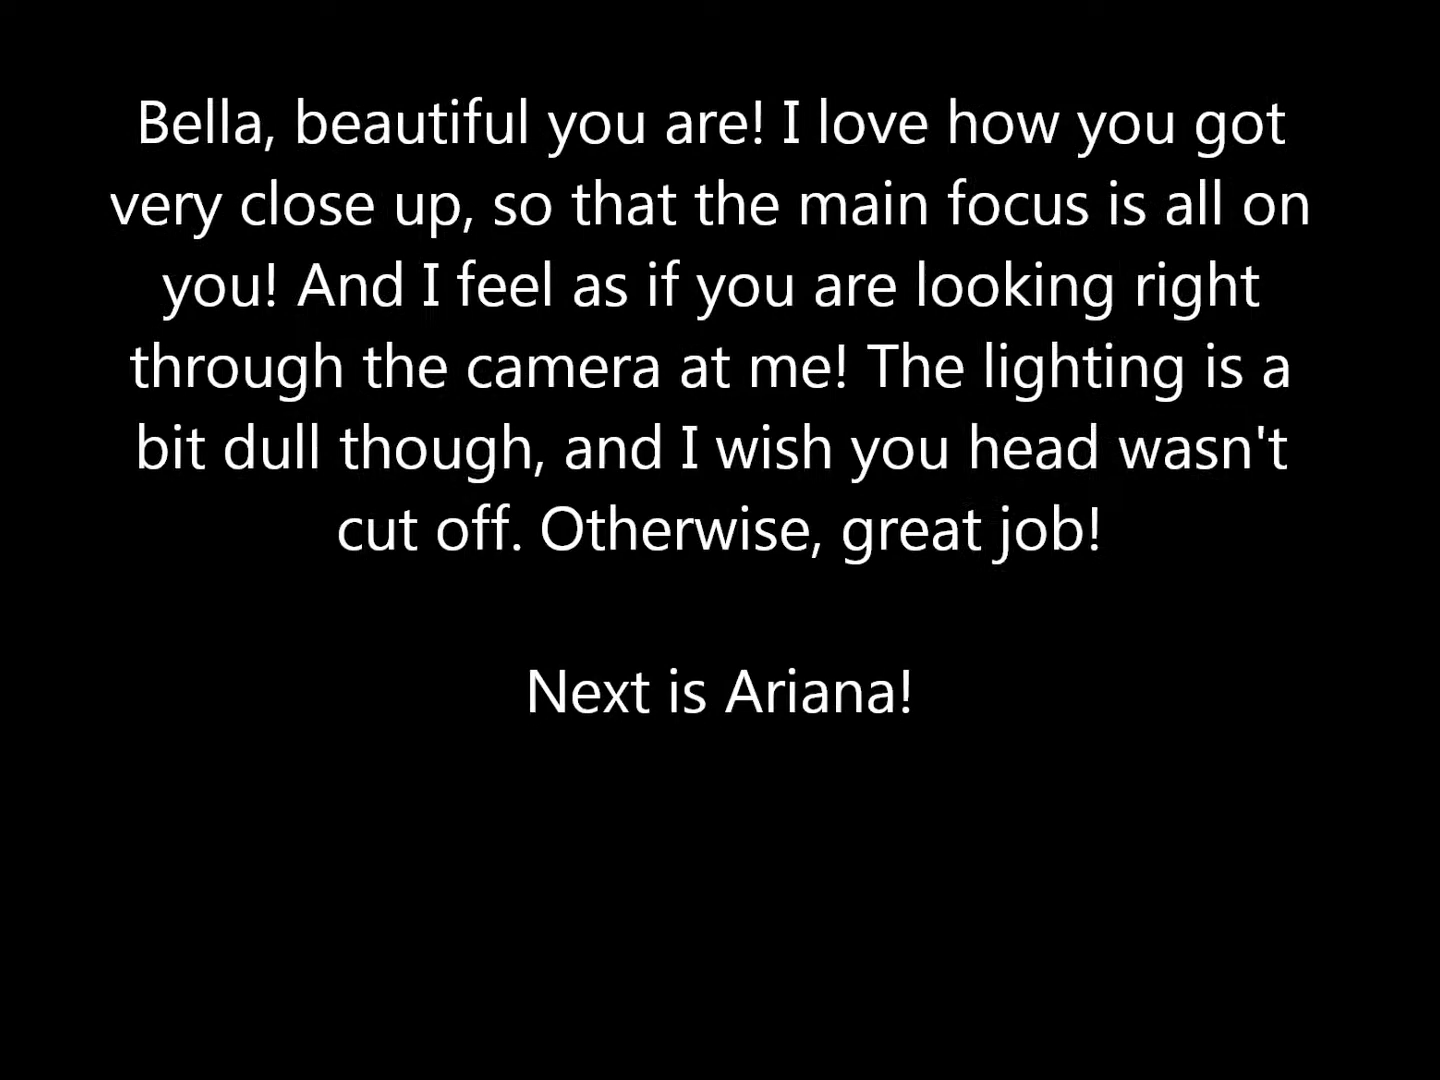 Bella, beautiful you are! I love how you got
very close up, so that the main focus is all on
you! And I feel as if you are looking right
through the camera at me! The lighting is a
bit dull though, and I wish you head wasn't
cut off. Otherwise, great job!
Next is Ariana!